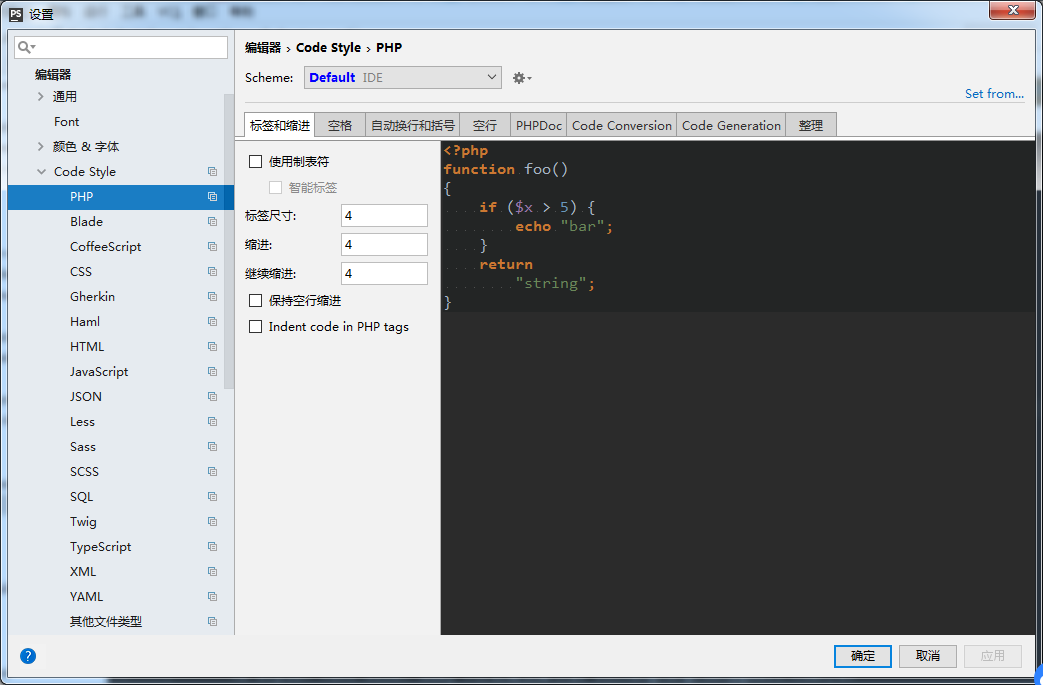 PS 设置
编辑器 › Code Style › PHP
编辑器
通用
Font
颜色 & 字体
Code Style
PHP
Blade
CoffeeScript
CSS
Gherkin
Haml
HTML
JavaScript
JSON
Less
Sass
SCSS
SQL
Twig
TypeScript
XML
YAML
其他文件类型
Scheme: Default IDE
Set from...
标签和缩进 空格 自动换行和括号 空行 PHPDoc Code Conversion Code Generation 整理
使用制表符
智能标签
标签尺寸: 4
缩进: 4
继续缩进: 4
保持空行缩进
Indent code in PHP tags
<?php
function foo()
{
    if ($x > 5) {
        echo "bar";
    }
    return
        "string";
}
?
确定 取消 应用